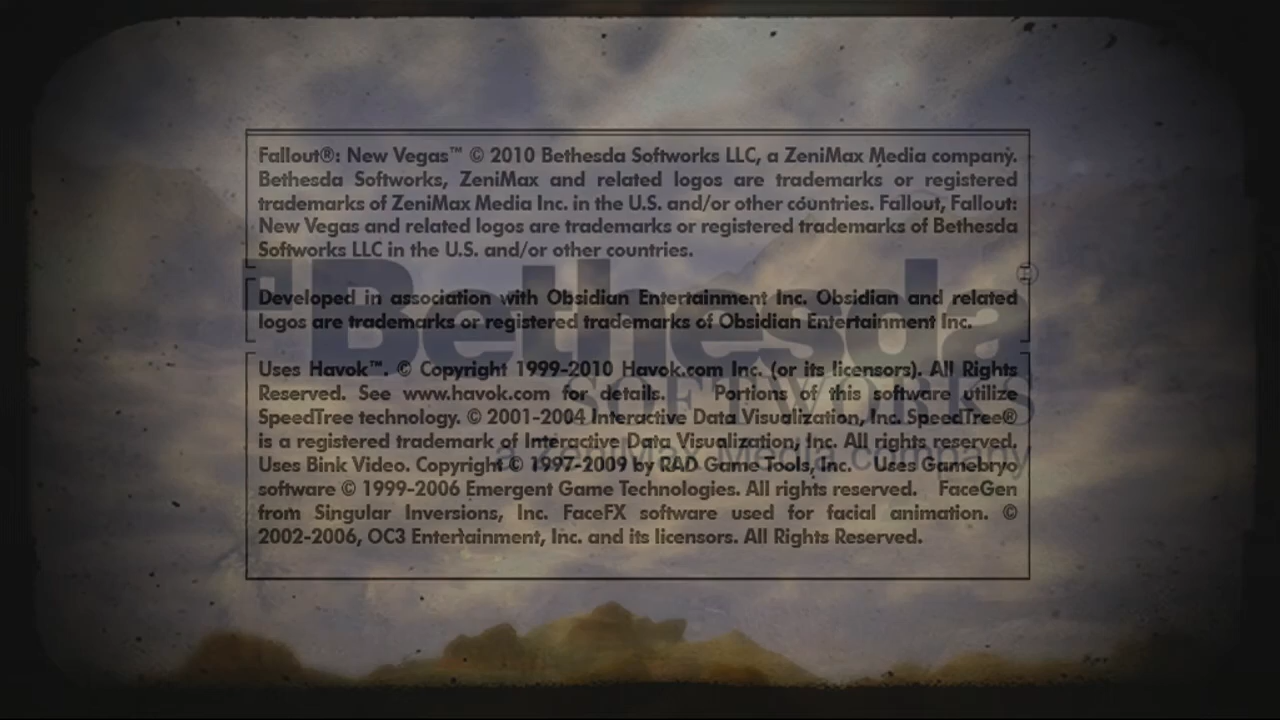 Fallout®: New Vegas™ © 2010 Bethesda Softworks LLC, a ZeniMax Media company.
Bethesda Softworks, ZeniMax and related logos are trademarks or registered
trademarks of ZeniMax Media Inc. in the U.S. and/or other countries. Fallout, Fallout:
New Vegas and related logos are trademarks or registered trademarks of Bethesda
Softworks LLC in the U.S. and/or other countries.
Bethesda®
Developed in association with Obsidian Entertainment Inc. Obsidian and related
logos are trademarks or registered trademarks of Obsidian Entertainment Inc.
Uses Havok™. © Copyright 1999-2010 Havok.com Inc. (or its licensors). All Rights
Reserved. See www.havok.com for details. Portions of this software utilize
SOFTWORKS
SpeedTree technology. © 2001-2004 Interactive Data Visualization, Inc. SpeedTree®
is a registered trademark of Interactive Data Visualization, Inc. All rights reserved.
a ZeniMax Media company
Uses Bink Video. Copyright © 1997-2009 by RAD Game Tools, Inc. Uses Gamebryo
software © 1999-2006 Emergent Game Technologies. All rights reserved. FaceGen
from Singular Inversions, Inc. FaceFX software used for facial animation. ©
2002-2006, OC3 Entertainment, Inc. and its licensors. All Rights Reserved.